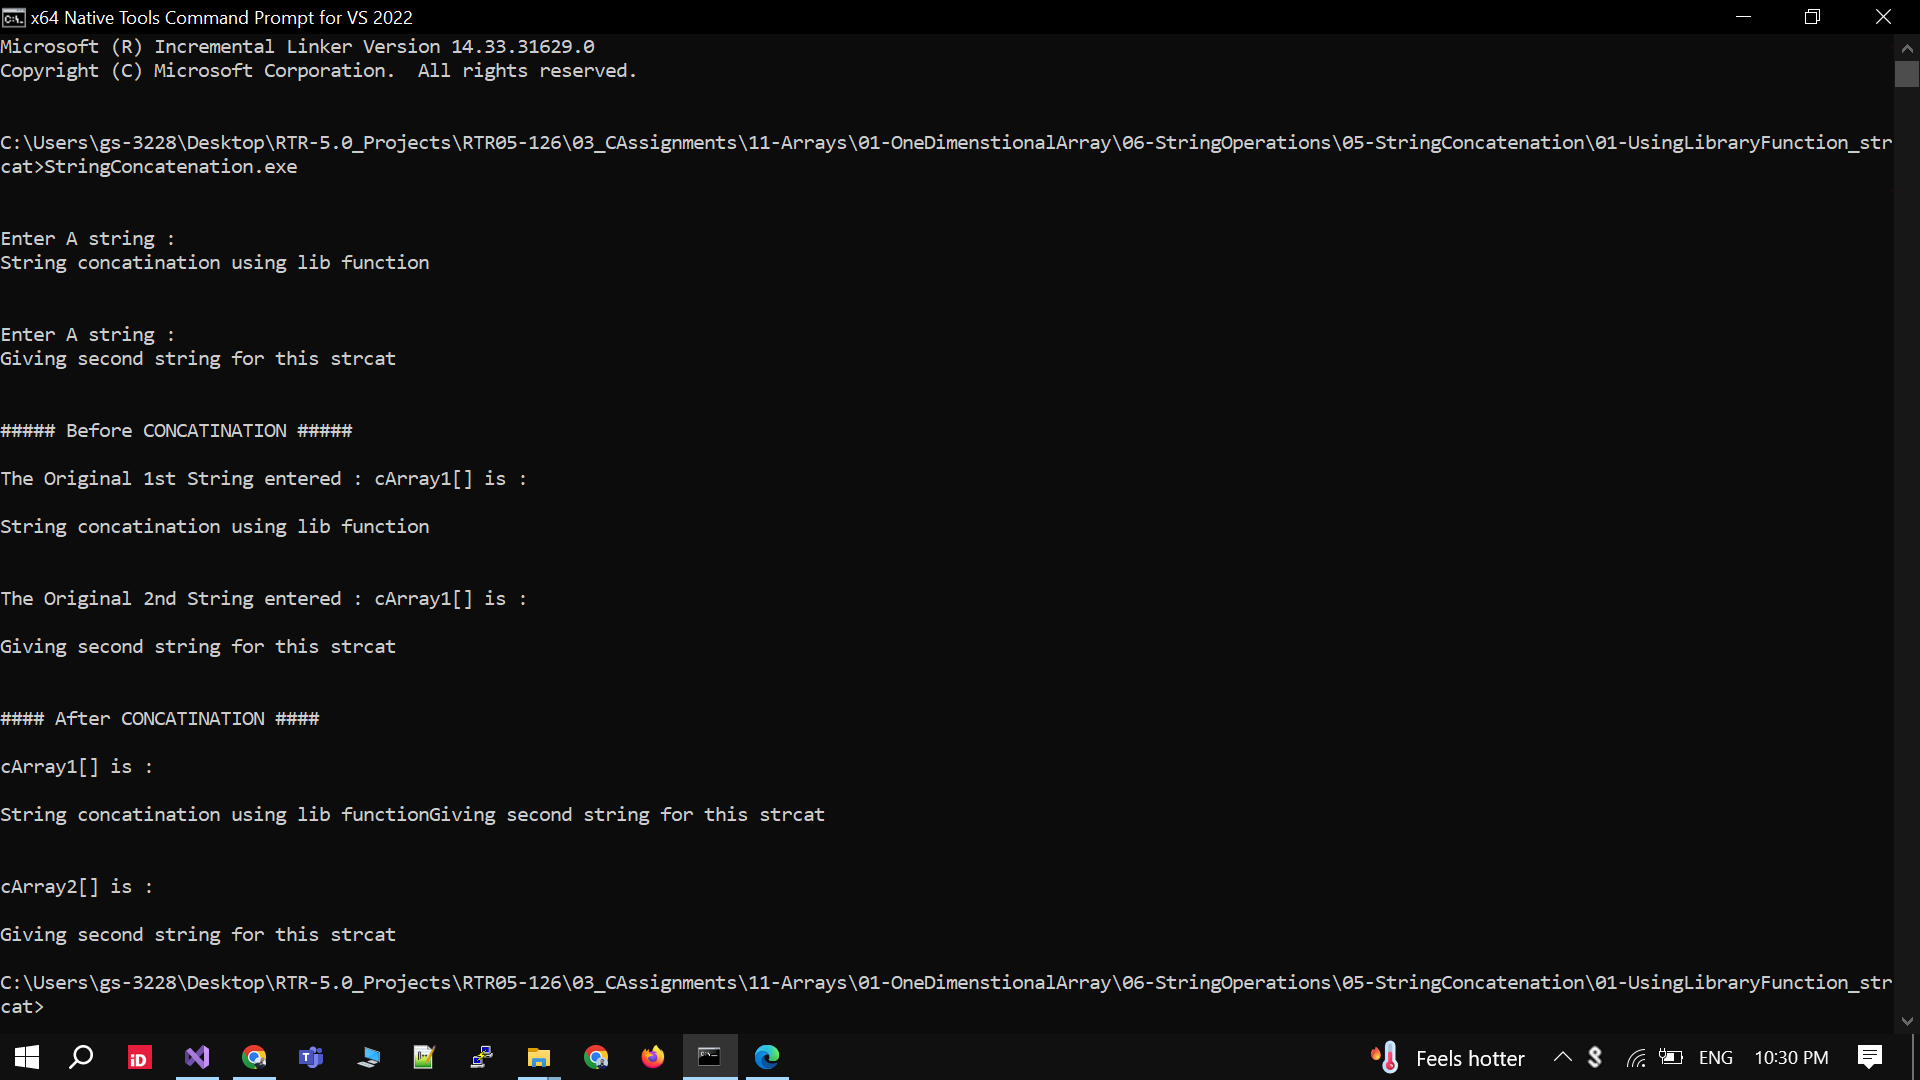 x64 Native Tools Command Prompt for VS 2022
Microsoft (R) Incremental Linker Version 14.33.31629.0
Copyright (C) Microsoft Corporation.  All rights reserved.
C:\Users\gs-3228\Desktop\RTR-5.0_Projects\RTR05-126\03_CAssignments\11-Arrays\01-OneDimenstionalArray\06-StringOperations\05-StringConcatenation\01-UsingLibraryFunction_str
cat>StringConcatenation.exe
Enter A string :
String concatination using lib function
Enter A string :
Giving second string for this strcat
##### Before CONCATINATION #####
The Original 1st String entered : cArray1[] is :
String concatination using lib function
The Original 2nd String entered : cArray1[] is :
Giving second string for this strcat
#### After CONCATINATION ####
cArray1[] is :
String concatination using lib functionGiving second string for this strcat
cArray2[] is :
Giving second string for this strcat
C:\Users\gs-3228\Desktop\RTR-5.0_Projects\RTR05-126\03_CAssignments\11-Arrays\01-OneDimenstionalArray\06-StringOperations\05-StringConcatenation\01-UsingLibraryFunction_str
cat>
iD
Feels hotter ENG 10:30 PM